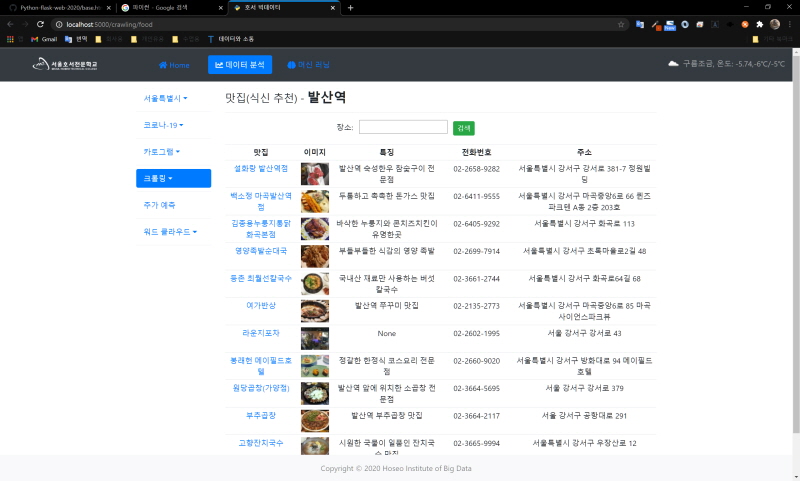 Python-flask-web-2020/base.ht
파이썬 - Google 검색
호서 빅데이터
localhost:5000/crawling/food
앱
Gmail
번역
데이터와 소통
서울호서전문학교
Home
데이터 분석
머신 러닝
구름조금, 온도: -5.74,-6℃/-5℃
서울특별시
코로나-19
카토그램
크롤링
주가 예측
워드 클라우드
맛집(식신 추천) - 발산역
장소:
검색
맛집 이미지 특징 전화번호 주소
설화랑 발산역점 발산역 숙성한우 참숯구이 전문점 02-2658-9282 서울특별시 강서구 강서로 381-7 정원빌딩
백소정 마곡발산역점 두툼하고 촉촉한 돈가스 맛집 02-6411-9555 서울특별시 강서구 마곡중앙6로 66 퀸즈파크텐 A동 2층 203호
김종용누룽지통닭 화곡본점 바삭한 누룽지와 콘치즈치킨이 유명한곳 02-6405-9292 서울특별시 강서구 화곡로 113
영양족발순대국 부들부들한 식감의 영양 족발 02-2699-7914 서울특별시 강서구 초록마을로2길 48
등촌 최월선칼국수 국내산 재료만 사용하는 버섯칼국수 02-3661-2744 서울특별시 강서구 화곡로64길 68
여가반상 발산역 쭈꾸미 맛집 02-2135-2773 서울특별시 강서구 마곡중앙6로 85 마곡사이언스파크뷰
라운지포차 None 02-2602-1995 서울 강서구 강서로 43
봉래헌 메이필드호텔 정갈한 한정식 코스요리 전문점 02-2660-9020 서울특별시 강서구 방화대로 94 메이필드호텔
원당곱창(가양점) 발산역 앞에 위치한 소곱창 전문점 02-3664-5695 서울 강서구 강서로 379
부주곱창 발산역 부주곱창 맛집 02-3664-2117 서울 강서구 공항대로 291
고향잔치국수 시원한 국물이 일품인 잔치국수 맛집 02-3665-9994 서울특별시 강서구 우장산로 12
Copyright © 2020 Hoseo Institute of Big Data